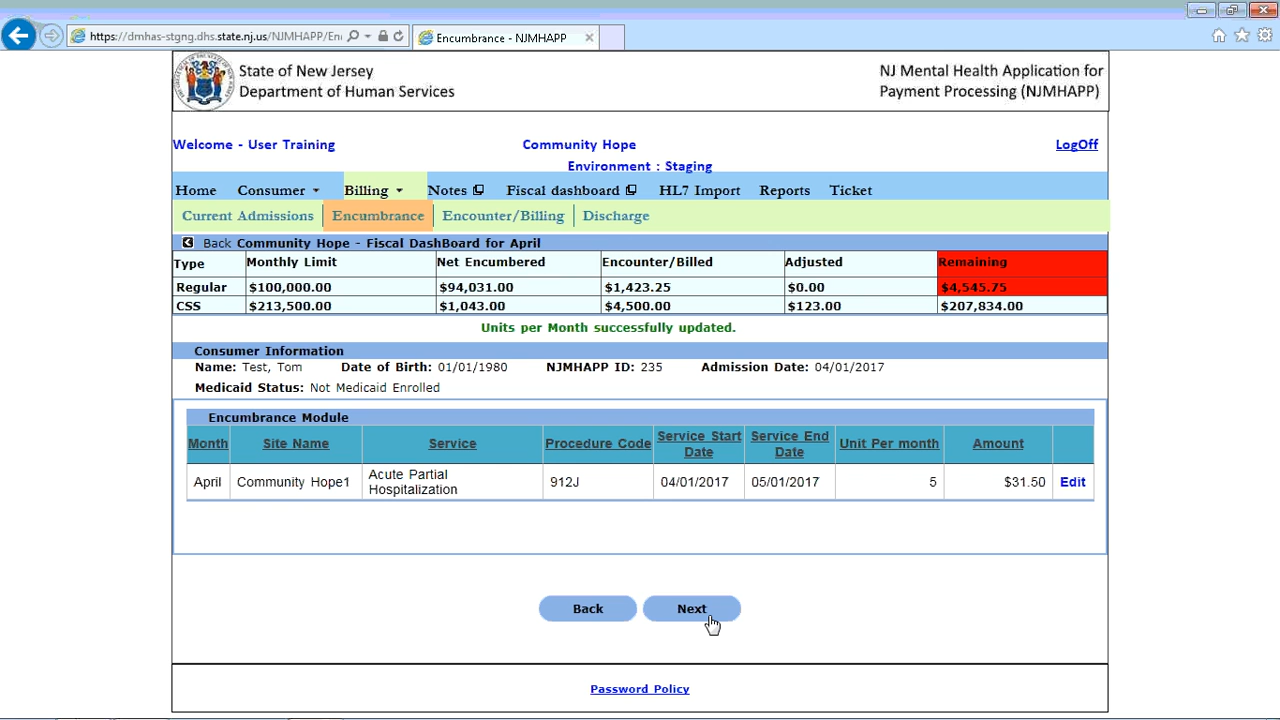 https://dmhas-stgng.dhs.state.nj.us/NJMHAPP/En
Encumbrance - NJMHAPP
State of New Jersey
Department of Human Services
NJ Mental Health Application for
Payment Processing (NJMHAPP)
Welcome - User Training Community Hope LogOff
Environment : Staging
Home Consumer Billing Notes Fiscal dashboard HL7 Import Reports Ticket
Current Admissions Encumbrance Encounter/Billing Discharge
Back Community Hope - Fiscal DashBoard for April
Type Monthly Limit Net Encumbered Encounter/Billed Adjusted Remaining
Regular $100,000.00 $94,031.00 $1,423.25 $0.00 $4,545.75
CSS $213,500.00 $1,043.00 $4,500.00 $123.00 $207,834.00
Units per Month successfully updated.
Consumer Information
Name: Test, Tom Date of Birth: 01/01/1980 NJMHAPP ID: 235 Admission Date: 04/01/2017
Medicaid Status: Not Medicaid Enrolled
Encumbrance Module
Month Site Name Service Procedure Code Service Start Date Service End Date Unit Per month Amount
April Community Hope1 Acute Partial Hospitalization 912J 04/01/2017 05/01/2017 5 $31.50 Edit
Back Next
Password Policy